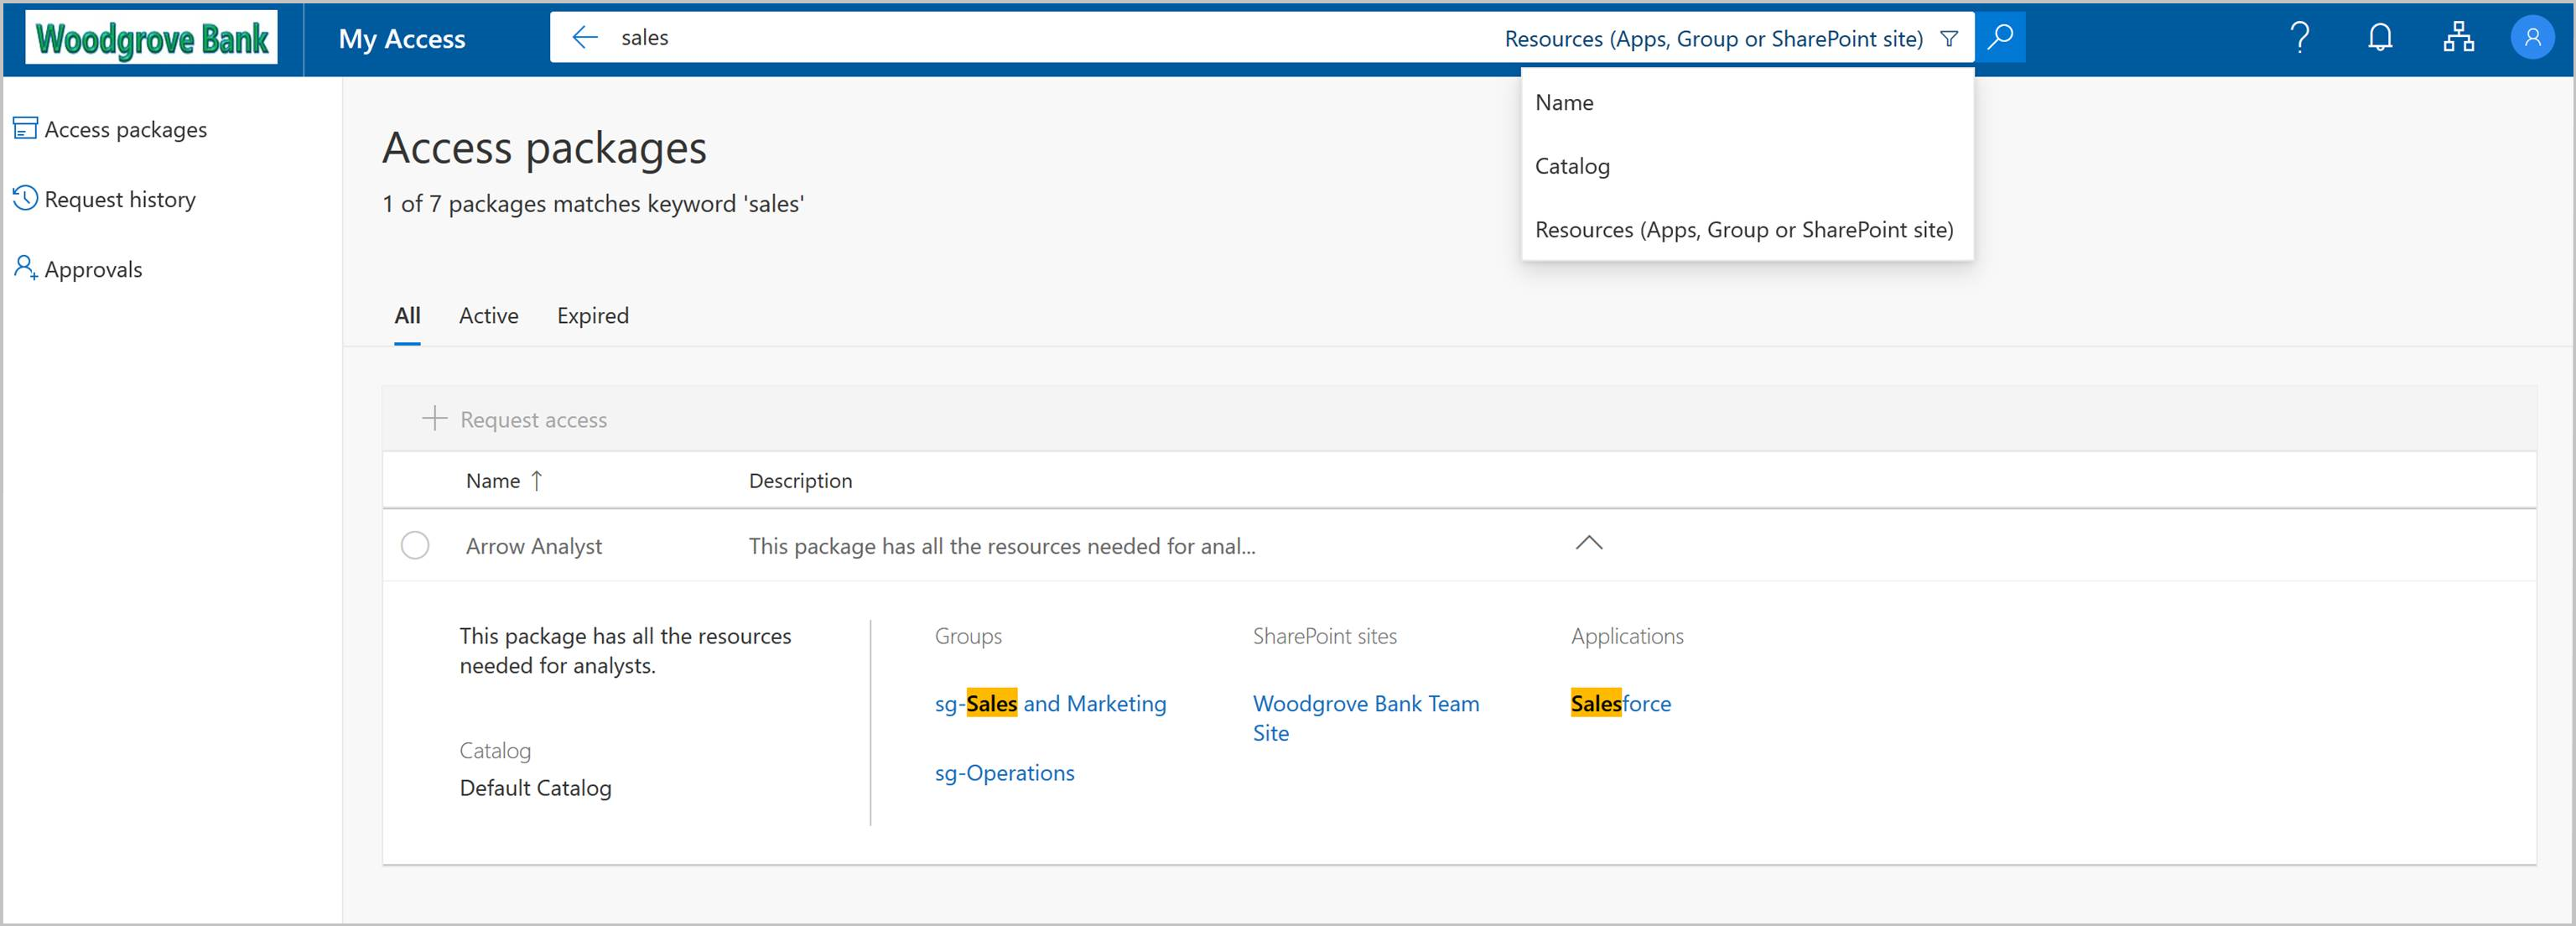 Woodgrove Bank
My Access
sales
Resources (Apps, Group or SharePoint site)
Name
Catalog
Resources (Apps, Group or SharePoint site)
Access packages
Request history
Approvals
Access packages
1 of 7 packages matches keyword 'sales'
All Active Expired
Request access
Name Description
Arrow Analyst This package has all the resources needed for anal...
This package has all the resources
needed for analysts.
Catalog
Default Catalog
Groups
sg-Sales and Marketing
sg-Operations
SharePoint sites
Woodgrove Bank Team
Site
Applications
Salesforce